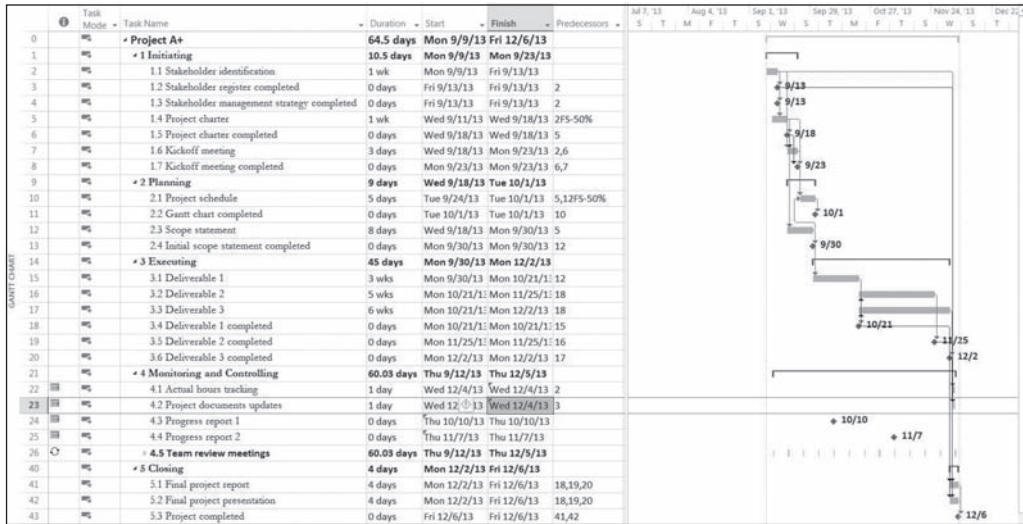 Task Mode Task Name Duration Start Finish Predecessors
Jul 7, '13 Aug 4, '13 Sep 1, '13 Sep 29, '13 Oct 27, '13 Nov 24, '13 Dec 22
S T M F T S W S T M F T S W S T
0 Project A+ 64.5 days Mon 9/9/13 Fri 12/6/13
1 1 Initiating 10.5 days Mon 9/9/13 Mon 9/23/13
2 1.1 Stakeholder identification 1 wk Mon 9/9/13 Fri 9/13/13
3 1.2 Stakeholder register completed 0 days Fri 9/13/13 Fri 9/13/13 2 9/13
4 1.3 Stakeholder management strategy completed 0 days Fri 9/13/13 Fri 9/13/13 2 9/13
5 1.4 Project charter 1 wk Wed 9/11/13 Wed 9/18/13 2FS-50%
6 1.5 Project charter completed 0 days Wed 9/18/13 Wed 9/18/13 5 9/18
7 1.6 Kickoff meeting 3 days Wed 9/18/13 Mon 9/23/13 2,6
8 1.7 Kickoff meeting completed 0 days Mon 9/23/13 Mon 9/23/13 6,7 9/23
9 2 Planning 9 days Wed 9/18/13 Tue 10/1/13
10 2.1 Project schedule 5 days Tue 9/24/13 Tue 10/1/13 5,12FS-50%
11 2.2 Gantt chart completed 0 days Tue 10/1/13 Tue 10/1/13 10 10/1
12 2.3 Scope statement 8 days Wed 9/18/13 Mon 9/30/13 5
13 2.4 Initial scope statement completed 0 days Mon 9/30/13 Mon 9/30/13 12 9/30
14 3 Executing 45 days Mon 9/30/13 Mon 12/2/13
15 3.1 Deliverable 1 3 wks Mon 9/30/13 Mon 10/21/13 12
16 3.2 Deliverable 2 5 wks Mon 10/21/13 Mon 11/25/13 18
17 3.3 Deliverable 3 6 wks Mon 10/21/13 Mon 12/2/13 18
18 3.4 Deliverable 1 completed 0 days Mon 10/21/13 Mon 10/21/13 15 10/21
19 3.5 Deliverable 2 completed 0 days Mon 11/25/13 Mon 11/25/13 16 11/25
20 3.6 Deliverable 3 completed 0 days Mon 12/2/13 Mon 12/2/13 17 12/2
21 4 Monitoring and Controlling 60.03 days Thu 9/12/13 Thu 12/5/13
22 4.1 Actual hours tracking 1 day Wed 12/4/13 Wed 12/4/13 2
23 4.2 Project documents updates 1 day Wed 12 13 Wed 12/4/13 3
24 4.3 Progress report 1 0 days Thu 10/10/13 Thu 10/10/13 10/10
25 4.4 Progress report 2 0 days Thu 11/7/13 Thu 11/7/13 11/7
26 4.5 Team review meetings 60.03 days Thu 9/12/13 Thu 12/5/13
40 5 Closing 4 days Mon 12/2/13 Fri 12/6/13
41 5.1 Final project report 4 days Mon 12/2/13 Fri 12/6/13 18,19,20
42 5.2 Final project presentation 4 days Mon 12/2/13 Fri 12/6/13 18,19,20
43 5.3 Project completed 0 days Fri 12/6/13 Fri 12/6/13 41,42 12/6
GANTT CHART